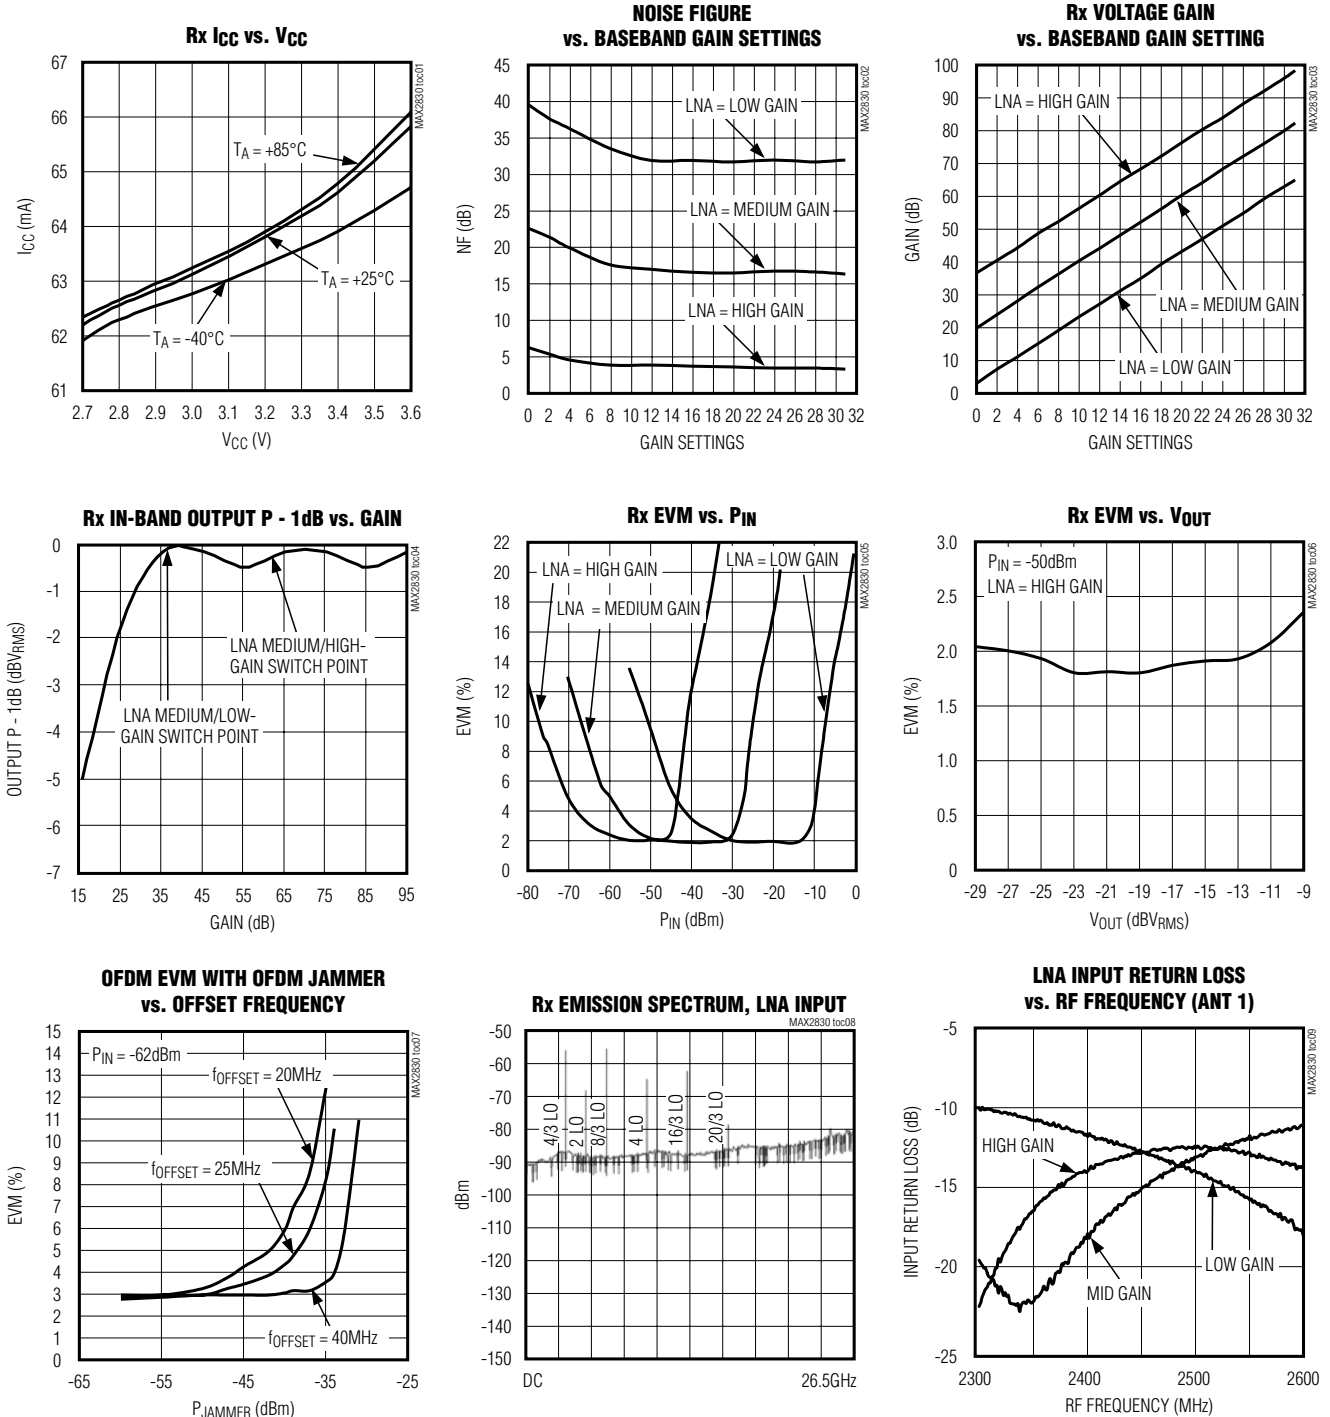 Rx ICC vs. VCC
67
66
65
64
63
62
61
ICC (mA)
TA = +85°C
TA = +25°C
TA = -40°C
2.7 2.8 2.9 3.0 3.1 3.2 3.3 3.4 3.5 3.6
VCC (V)
MAX2830 toc01
NOISE FIGURE
vs. BASEBAND GAIN SETTINGS
45
40
35
30
25
20
15
10
5
0
NF (dB)
LNA = LOW GAIN
LNA = MEDIUM GAIN
LNA = HIGH GAIN
0 2 4 6 8 10 12 14 16 18 20 22 24 26 28 30 32
GAIN SETTINGS
MAX2830 toc02
Rx VOLTAGE GAIN
vs. BASEBAND GAIN SETTING
100
90
80
70
60
50
40
30
20
10
0
GAIN (dB)
LNA = HIGH GAIN
LNA = MEDIUM GAIN
LNA = LOW GAIN
0 2 4 6 8 10 12 14 16 18 20 22 24 26 28 30 32
GAIN SETTINGS
MAX2830 toc03
Rx IN-BAND OUTPUT P - 1dB vs. GAIN
0
-1
-2
-3
-4
-5
-6
-7
OUTPUT P - 1dB (dBVRMS)
LNA MEDIUM/HIGH-
GAIN SWITCH POINT
LNA MEDIUM/LOW-
GAIN SWITCH POINT
15 25 35 45 55 65 75 85 95
GAIN (dB)
MAX2830 toc04
Rx EVM vs. PIN
22
20
18
16
14
12
10
8
6
4
2
0
EVM (%)
LNA = HIGH GAIN
LNA = LOW GAIN
LNA = MEDIUM GAIN
-80 -70 -60 -50 -40 -30 -20 -10 0
PIN (dBm)
MAX2830 toc05
Rx EVM vs. VOUT
3.0
2.5
2.0
1.5
1.0
0.5
0
EVM (%)
PIN = -50dBm
LNA = HIGH GAIN
-29 -27 -25 -23 -21 -19 -17 -15 -13 -11 -9
VOUT (dBVRMS)
MAX2830 toc06
OFDM EVM WITH OFDM JAMMER
vs. OFFSET FREQUENCY
15
14
13
12
11
10
9
8
7
6
5
4
3
2
1
0
EVM (%)
PIN = -62dBm
fOFFSET = 20MHz
fOFFSET = 25MHz
fOFFSET = 40MHz
-65 -55 -45 -35 -25
PJAMMER (dBm)
MAX2830 toc07
Rx EMISSION SPECTRUM, LNA INPUT
MAX2830 toc08
-50
-60
-70
-80
-90
-100
-110
-120
-130
-140
-150
dBm
4/3 LO
2 LO
8/3 LO
4 LO
16/3 LO
20/3 LO
DC 26.5GHz
LNA INPUT RETURN LOSS
vs. RF FREQUENCY (ANT 1)
-5
-10
-15
-20
-25
INPUT RETURN LOSS (dB)
HIGH GAIN
LOW GAIN
MID GAIN
2300 2400 2500 2600
RF FREQUENCY (MHz)
MAX2830 toc09